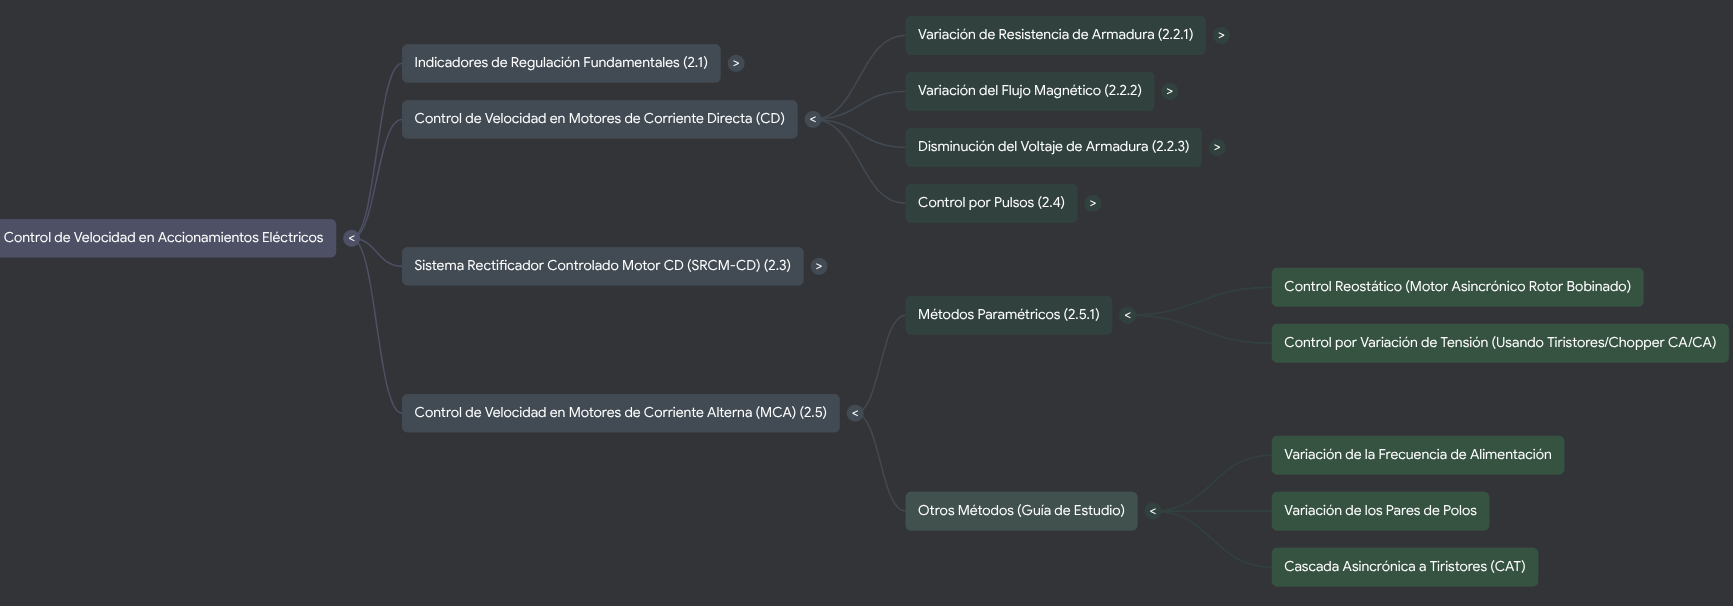 Control de Velocidad en Accionamientos Eléctricos
<
Indicadores de Regulación Fundamentales (2.1)
>
Control de Velocidad en Motores de Corriente Directa (CD)
<
Variación de Resistencia de Armadura (2.2.1)
>
Variación del Flujo Magnético (2.2.2)
>
Disminución del Voltaje de Armadura (2.2.3)
>
Control por Pulsos (2.4)
>
Sistema Rectificador Controlado Motor CD (SRCM-CD) (2.3)
>
Control de Velocidad en Motores de Corriente Alterna (MCA) (2.5)
<
Métodos Paramétricos (2.5.1)
<
Control Reostático (Motor Asincrónico Rotor Bobinado)
Control por Variación de Tensión (Usando Tiristores/Chopper CA/CA)
Otros Métodos (Guía de Estudio)
<
Variación de la Frecuencia de Alimentación
Variación de los Pares de Polos
Cascada Asincrónica a Tiristores (CAT)